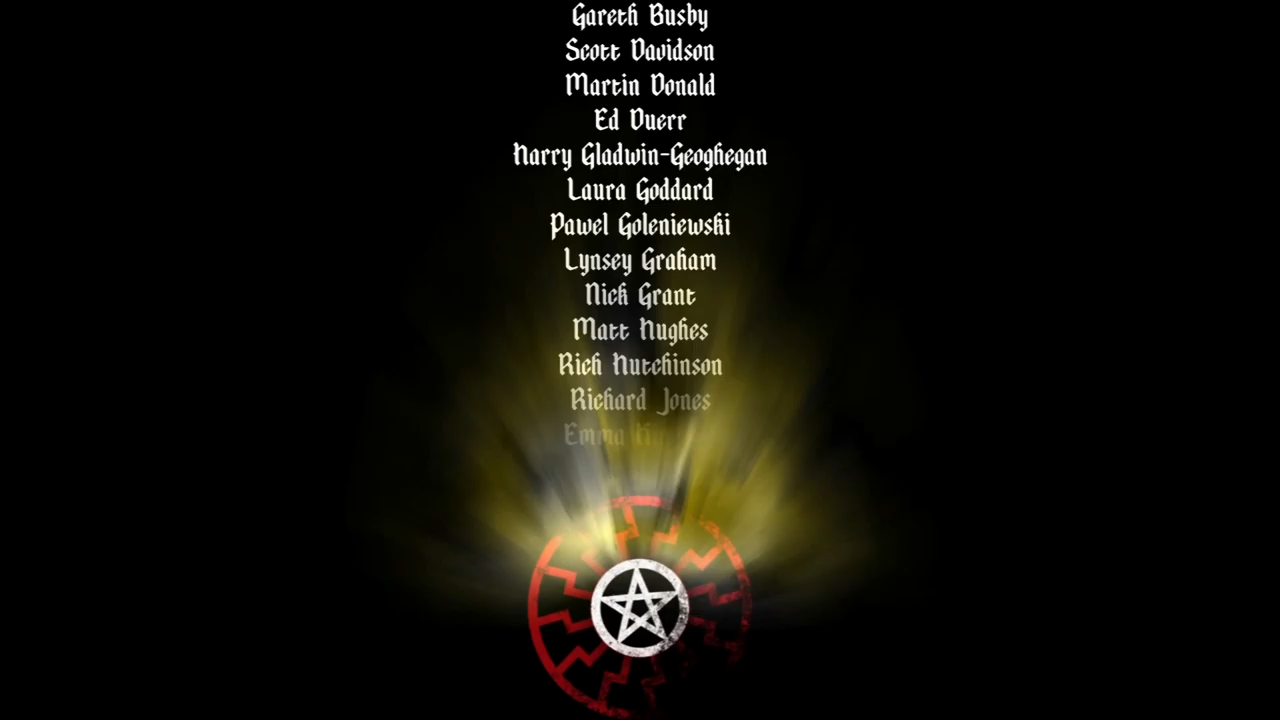 Gareth Busby
Scott Davidson
Martin Donald
Ed Duerr
Harry Gladwin-Geoghegan
Laura Goddard
Pawel Goleniewski
Lynsey Graham
Nick Grant
Matt Hughes
Rich Hutchinson
Richard Jones
Emma